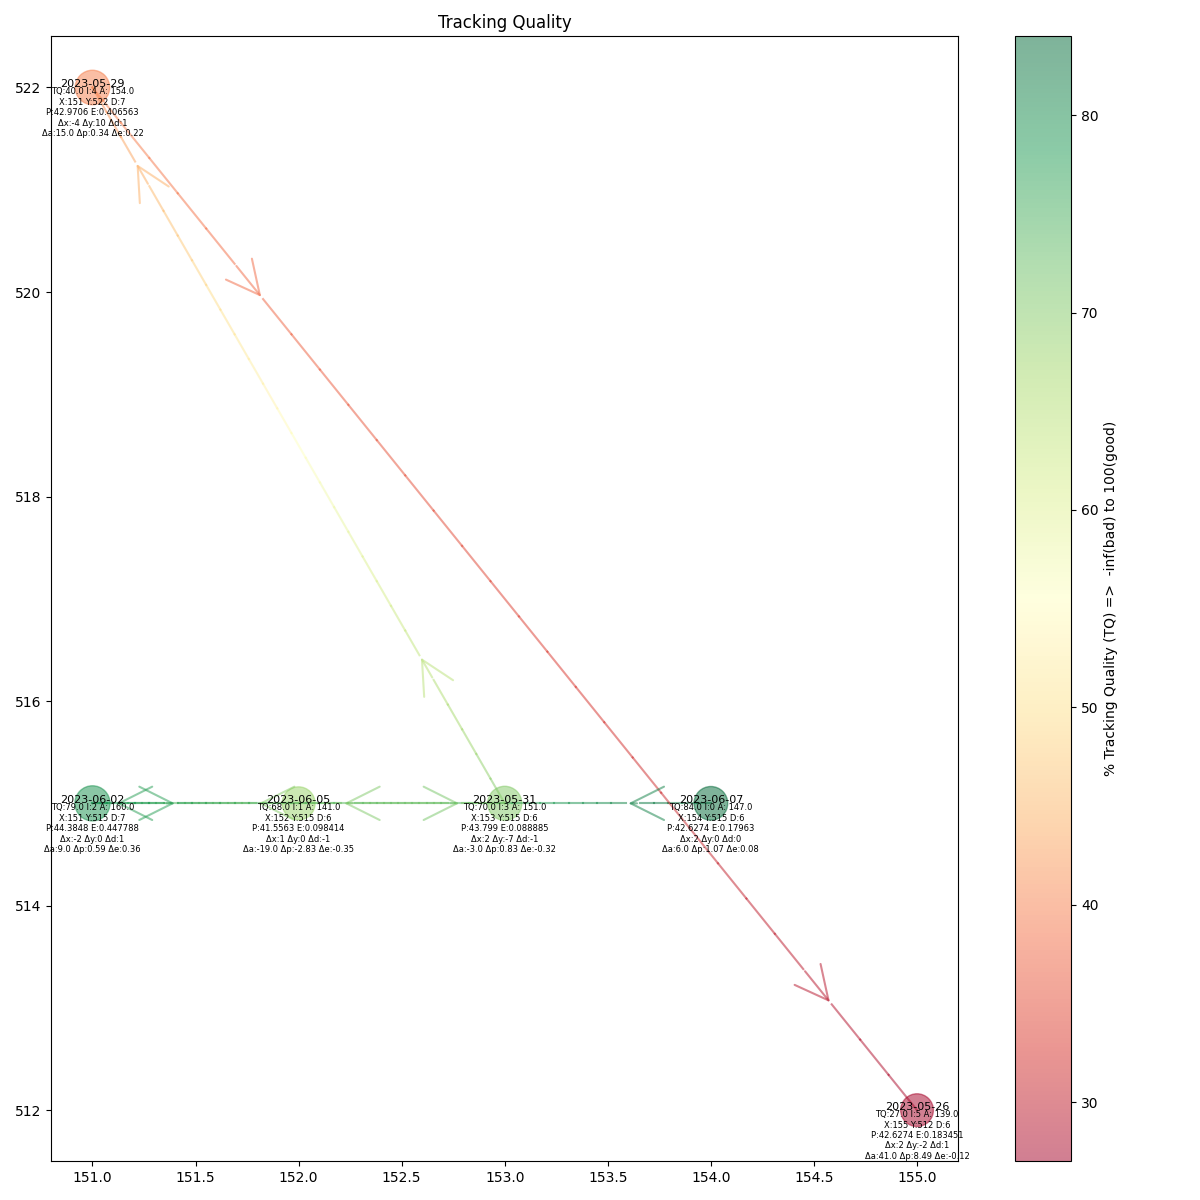 Tracking Quality
522
520
518
516
514
512
2023-05-29
TQ:40.0 I:4 A: 154.0
X:151 Y:522 D:7
P:42.9706 E:0.406563
Δx:-4 Δy:10 Δd:1
Δa:15.0 Δp:0.34 Δe:0.22
2023-06-02
TQ:79.0 I:2 A: 160.0
X:151 Y:515 D:7
P:44.3848 E:0.447788
Δx:-2 Δy:0 Δd:1
Δa:9.0 Δp:0.59 Δe:0.36
2023-06-05
TQ:68.0 I:1 A: 141.0
X:152 Y:515 D:6
P:41.5563 E:0.098414
Δx:1 Δy:0 Δd:-1
Δa:-19.0 Δp:-2.83 Δe:-0.35
2023-05-31
TQ:70.0 I:3 A: 151.0
X:153 Y:515 D:6
P:43.799 E:0.088885
Δx:2 Δy:-7 Δd:-1
Δa:-3.0 Δp:0.83 Δe:-0.32
2023-06-07
TQ:84.0 I:0 A: 147.0
X:154 Y:515 D:6
P:42.6274 E:0.17963
Δx:2 Δy:0 Δd:0
Δa:6.0 Δp:1.07 Δe:0.08
2023-05-26
TQ:27.0 I:5 A: 139.0
X:155 Y:512 D:6
P:42.6274 E:0.183451
Δx:2 Δy:-2 Δd:1
Δa:41.0 Δp:8.49 Δe:-0.12
151.0 151.5 152.0 152.5 153.0 153.5 154.0 154.5 155.0
80
70
60
50
40
30
% Tracking Quality (TQ) => -inf(bad) to 100(good)